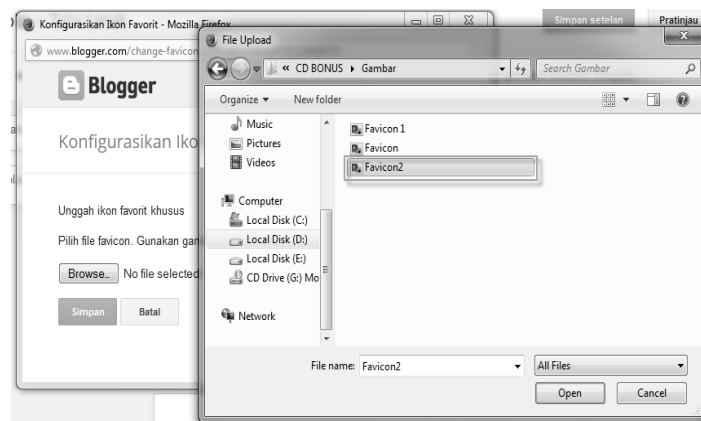 Konfigurasikan Ikon Favorit - Mozilla Firefox
Simpan setelan
Pratinjau
www.blogger.com/change-favicon
Blogger
Konfigurasikan Iko
Unggah ikon favorit khusus
Pilih file favicon. Gunakan gam
Browse... No file selected
Simpan
Batal
File Upload
« CD BONUS ▸ Gambar
Search Gambar
Organize ▾
New folder
Music
Pictures
Videos
Computer
Local Disk (C:)
Local Disk (D:)
Local Disk (E:)
CD Drive (G:) Mo
Network
Favicon 1
Favicon
Favicon2
File name: Favicon2
All Files
Open
Cancel